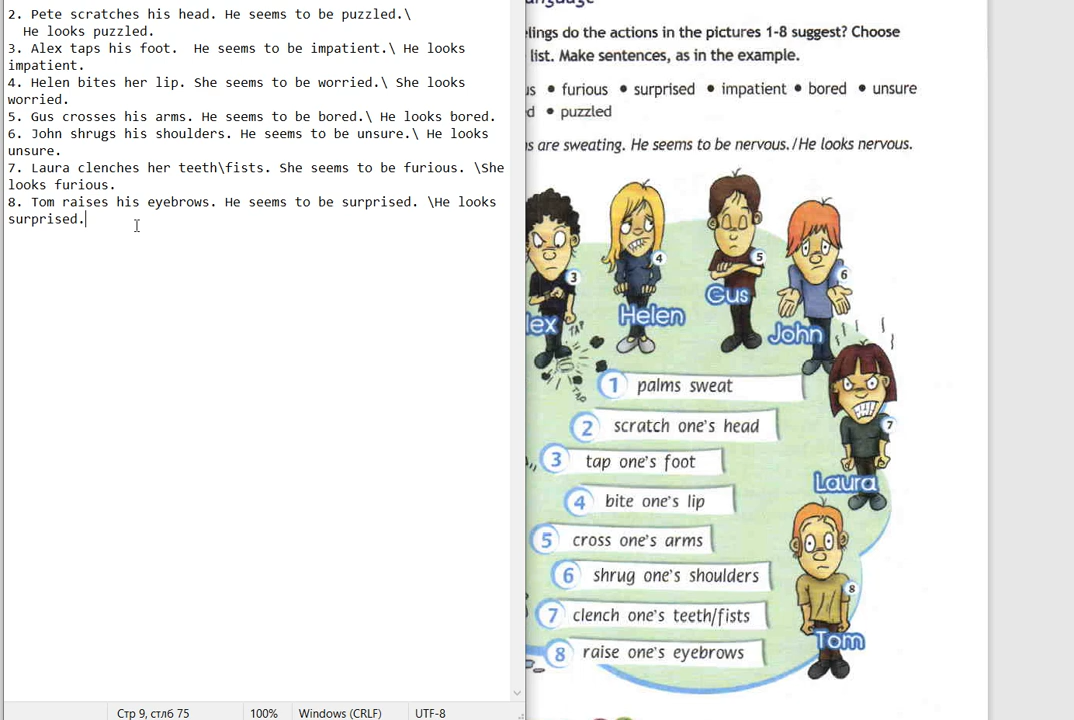 2. Pete scratches his head. He seems to be puzzled.\
He looks puzzled.
3. Alex taps his foot.  He seems to be impatient.\ He looks
impatient.
4. Helen bites her lip. She seems to be worried.\ She looks
worried.
5. Gus crosses his arms. He seems to be bored.\ He looks bored.
6. John shrugs his shoulders. He seems to be unsure.\ He looks
unsure.
7. Laura clenches her teeth\fists. She seems to be furious. \She
looks furious.
8. Tom raises his eyebrows. He seems to be surprised. \He looks
surprised.
Стр 9, стлб 75
100%
Windows (CRLF)
UTF-8
do the actions in the pictures 1-8 suggest? Choose
list. Make sentences, as in the example.
• furious • surprised • impatient • bored • unsure
• puzzled
are sweating. He seems to be nervous./He looks nervous.
3
4
5
6
Gus
Helen
TAP
John
TAP
1 palms sweat
7
2 scratch one's head
3 tap one's foot
Laura
4 bite one's lip
5 cross one's arms
6 shrug one's shoulders
8
7 clench one's teeth/fists
Tom
8 raise one's eyebrows